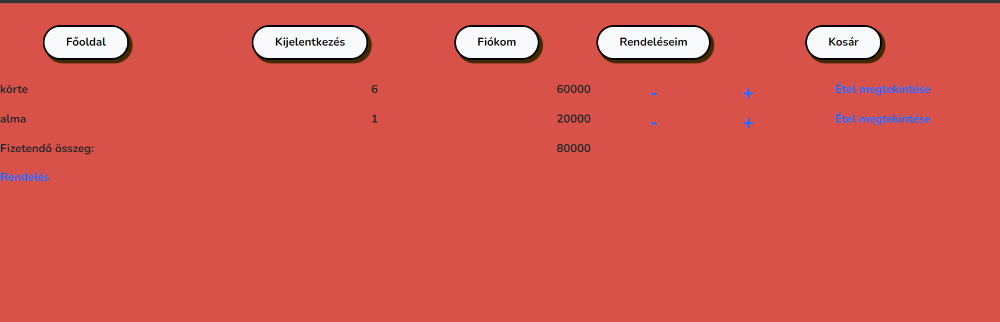 Főoldal Kijelentkezés Fiókom Rendeléseim Kosár
körte 6 60000 - + Étel megtekintése
alma 1 20000 - + Étel megtekintése
Fizetendő összeg: 80000
Rendelés